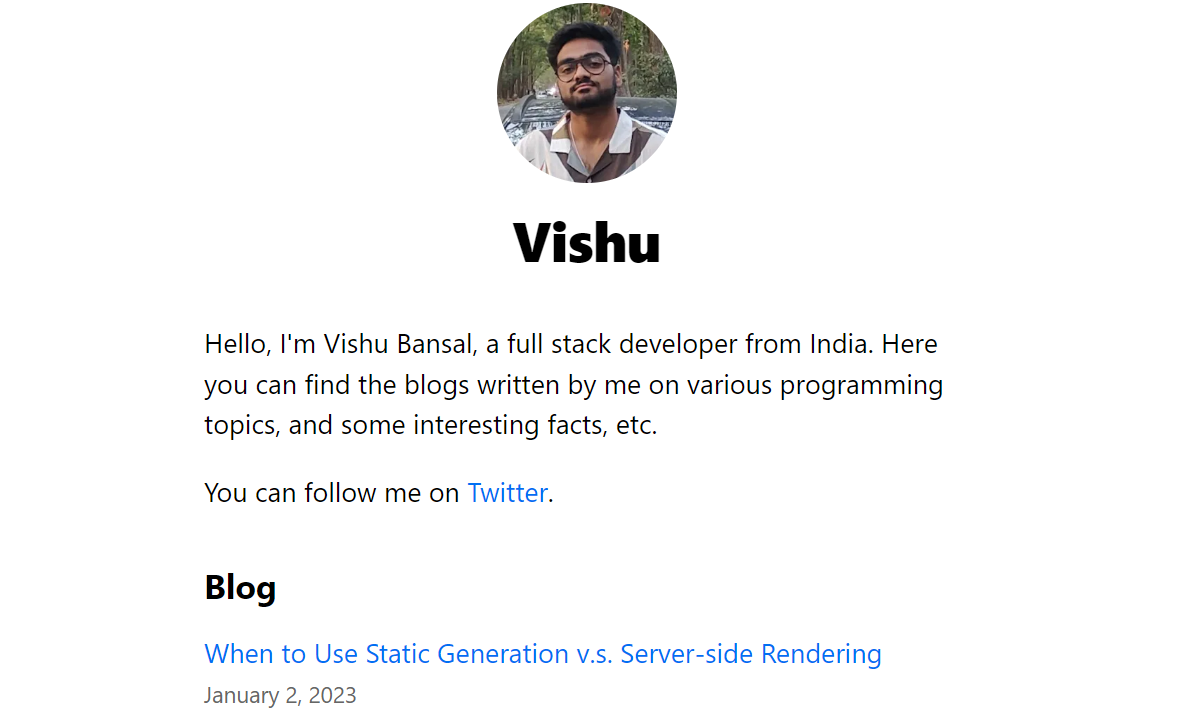 Vishu
Hello, I'm Vishu Bansal, a full stack developer from India. Here
you can find the blogs written by me on various programming
topics, and some interesting facts, etc.
You can follow me on Twitter.
Blog
When to Use Static Generation v.s. Server-side Rendering
January 2, 2023